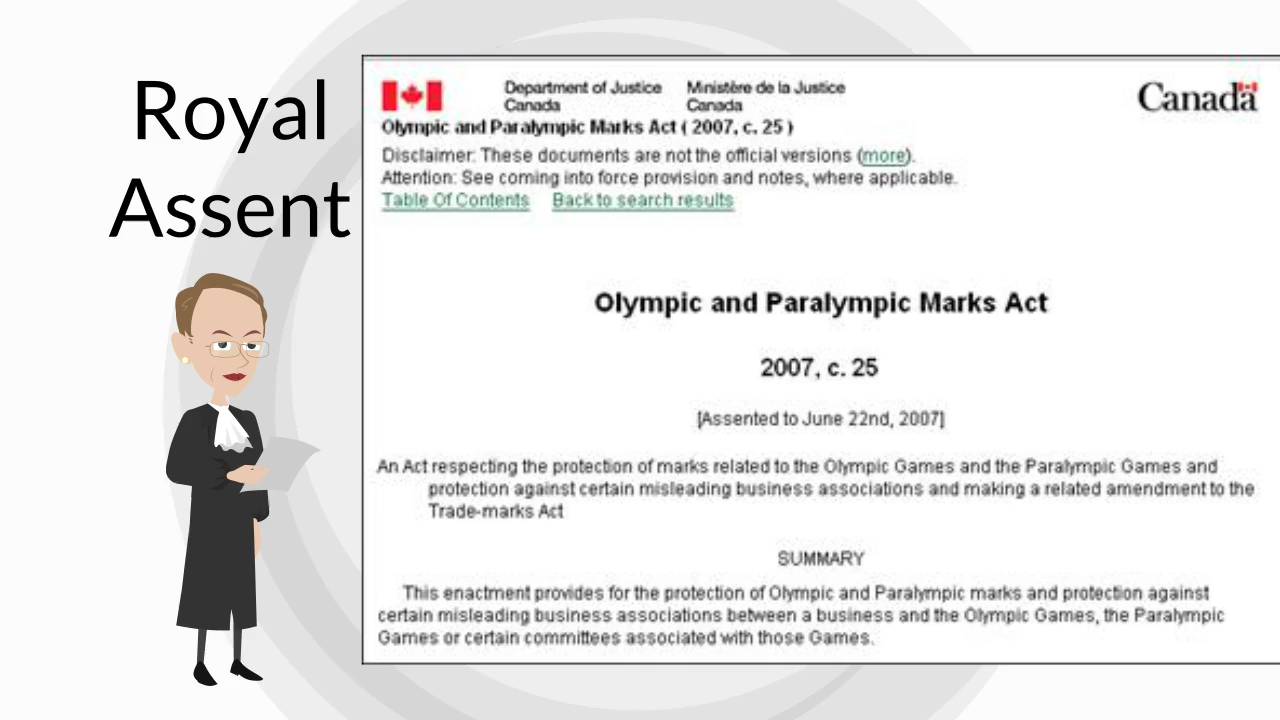 Royal
Assent
Department of Justice
Canada
Ministère de la Justice
Canada
Canada
Olympic and Paralympic Marks Act ( 2007, c. 25 )
Disclaimer: These documents are not the official versions (more).
Attention: See coming into force provision and notes, where applicable.
Table Of Contents Back to search results
Olympic and Paralympic Marks Act
2007, c. 25
[Assented to June 22nd, 2007]
An Act respecting the protection of marks related to the Olympic Games and the Paralympic Games and
protection against certain misleading business associations and making a related amendment to the
Trade-marks Act
SUMMARY
This enactment provides for the protection of Olympic and Paralympic marks and protection against
certain misleading business associations between a business and the Olympic Games, the Paralympic
Games or certain committees associated with those Games.